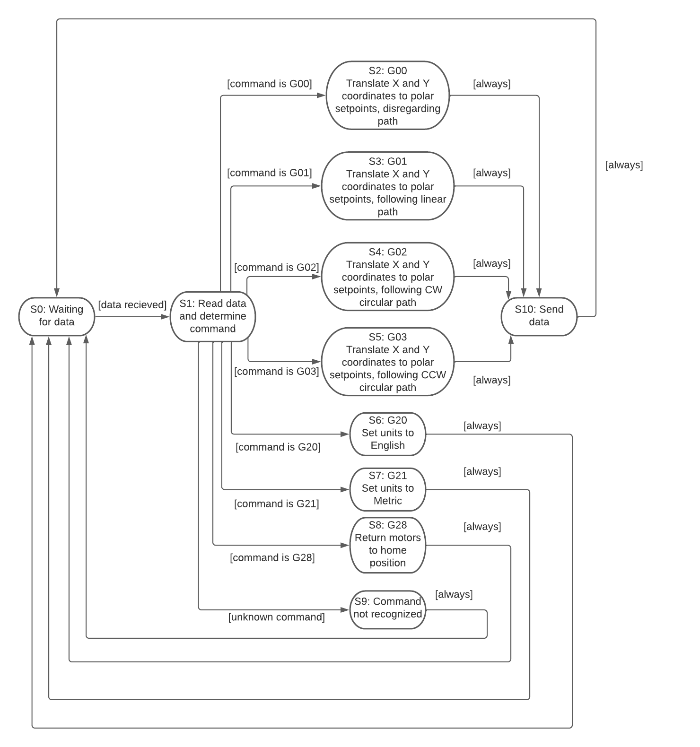 S2: G00
Translate X and Y
coordinates to polar
setpoints, disregarding
path
[command is G00]
[always]
[always]
S3: G01
Translate X and Y
coordinates to polar
setpoints, following linear
path
[command is G01]
[always]
S4: G02
Translate X and Y
coordinates to polar
setpoints, following CW
circular path
[command is G02]
[always]
S0: Waiting
for data
[data recieved]
S1: Read data
and determine
command
S10: Send
data
S5: G03
Translate X and Y
coordinates to polar
setpoints, following CCW
circular path
[command is G03]
[always]
S6: G20
Set units to
English
[command is G20]
[always]
S7: G21
Set units to
Metric
[command is G21]
[always]
S8: G28
Return motors
to home
position
[command is G28]
[always]
S9: Command
not recognized
[unknown command]
[always]